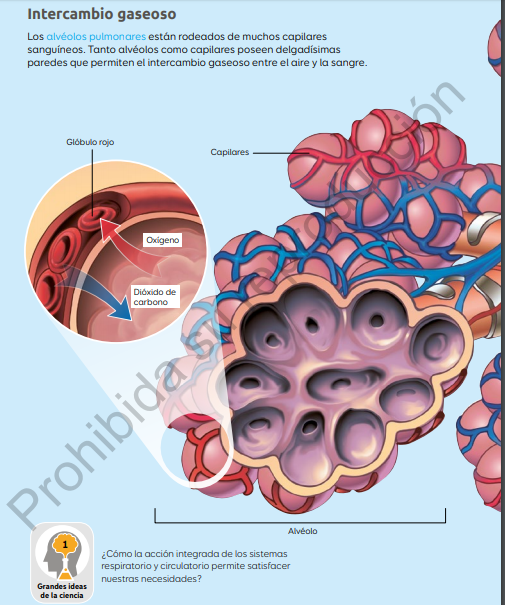 Intercambio gaseoso
Los alvéolos pulmonares están rodeados de muchos capilares
sanguíneos. Tanto alvéolos como capilares poseen delgadísimas
paredes que permiten el intercambio gaseoso entre el aire y la sangre.
Glóbulo rojo
Capilares
Oxígeno
Dióxido de
carbono
Alvéolo
1
Grandes ideas
de la ciencia
¿Cómo la acción integrada de los sistemas
respiratorio y circulatorio permite satisfacer
nuestras necesidades?
Prohibida